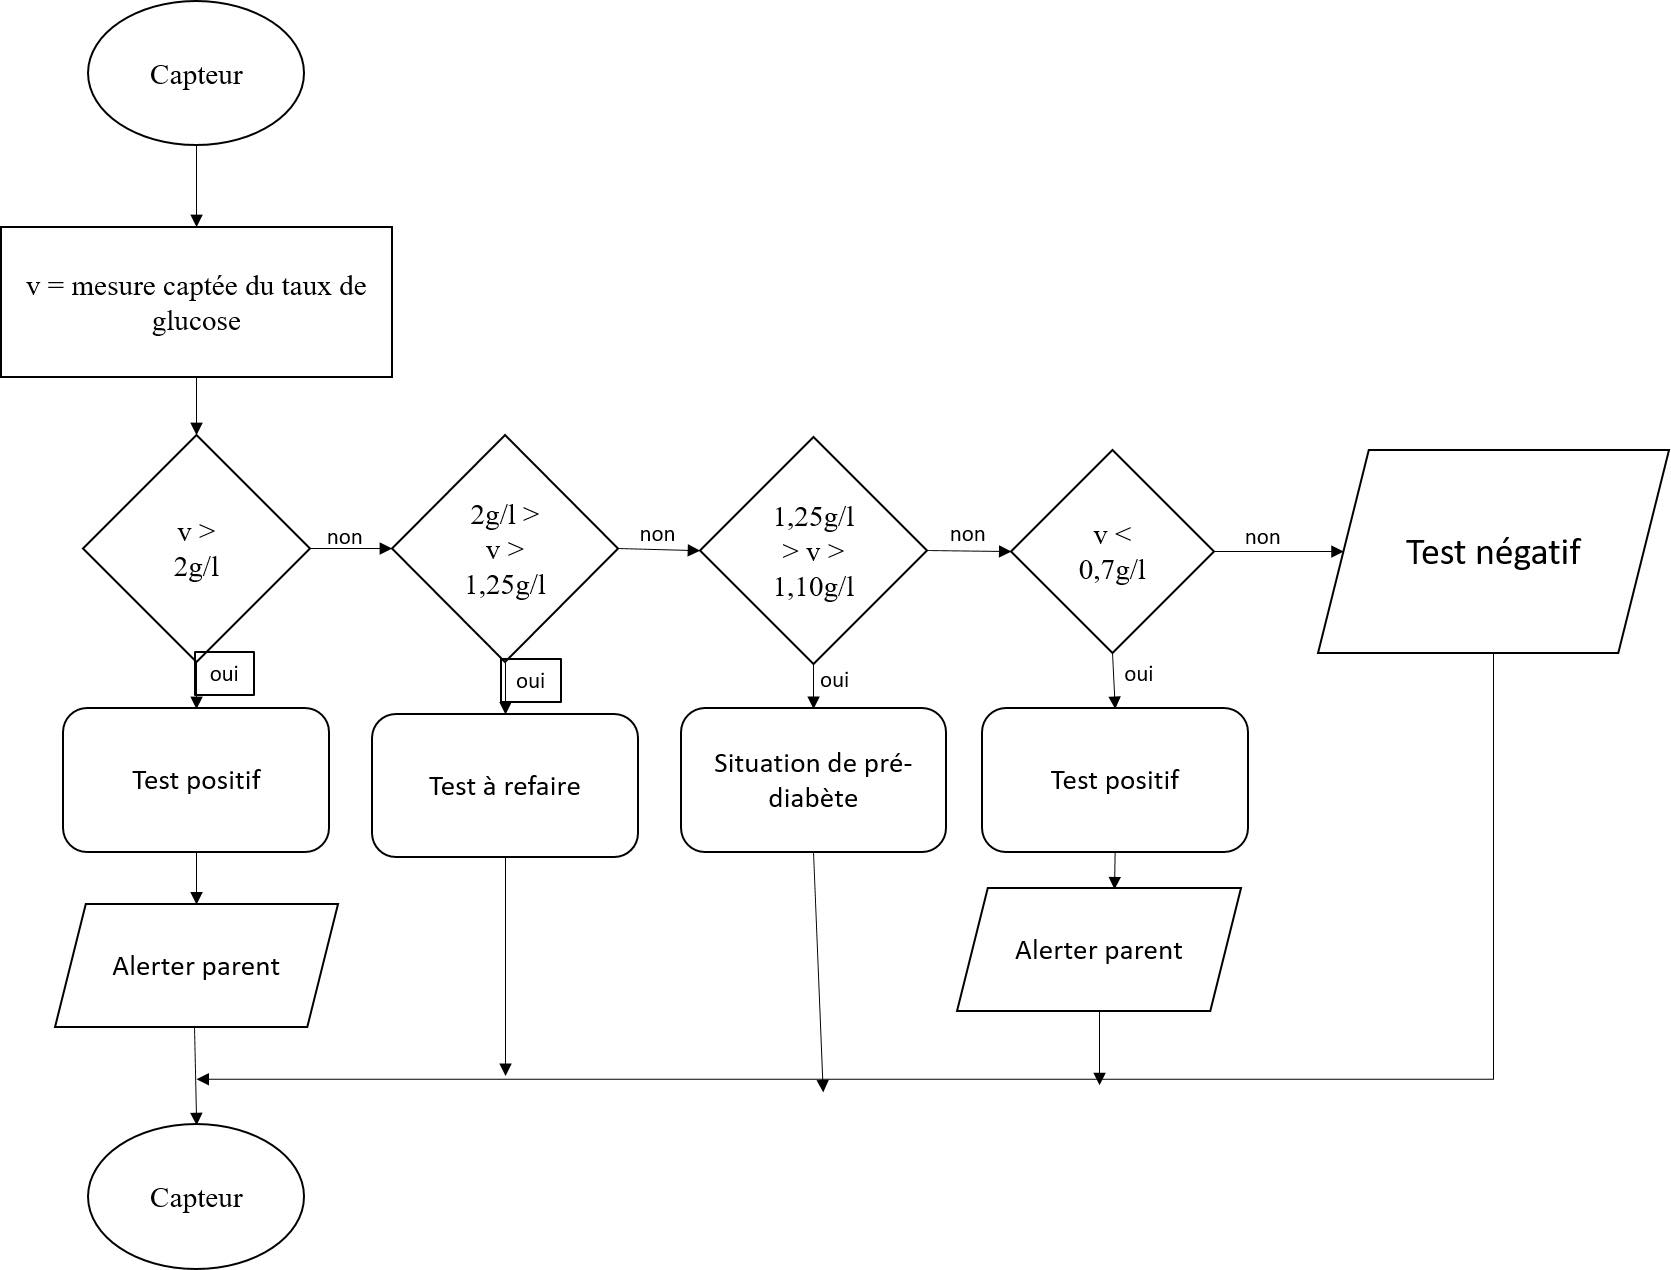 Capteur
v = mesure captée du taux de
glucose
v >
2g/l
non
2g/l >
v >
1,25g/l
non
1,25g/l
> v >
1,10g/l
non
v <
0,7g/l
non
Test négatif
oui
oui
oui
oui
Test positif
Test à refaire
Situation de pré-
diabète
Test positif
Alerter parent
Alerter parent
Capteur